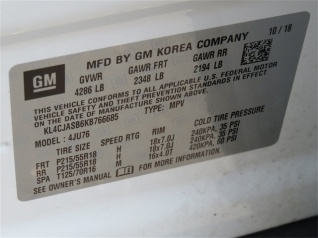 GM
MFD BY GM KOREA COMPANY 10/18
GVWR GAWR FRT GAWR RR
4286 LB 2348 LB 2194 LB
THIS VEHICLE CONFORMS TO ALL APPLICABLE U.S. FEDERAL MOTOR
VEHICLE SAFETY
STANDARDS IN EFFECT ON THE DATE OF MANUFACTURE SHOWN ABOVE.
KL4CJASB6KB766685 TYPE: MPV
MODEL: 4JU76
TIRE SIZE SPEED RTG RIM COLD TIRE PRESSURE
FRT P215/55R18 H 18x7.0J 240KPA, 35 PSI
RR P215/55R18 H 18x7.0J 240KPA, 35 PSI
SPA T125/70R16 M 16x4.0T 420KPA, 60 PSI
SEE OWNER'S MANUAL FOR MORE INFORMATION.